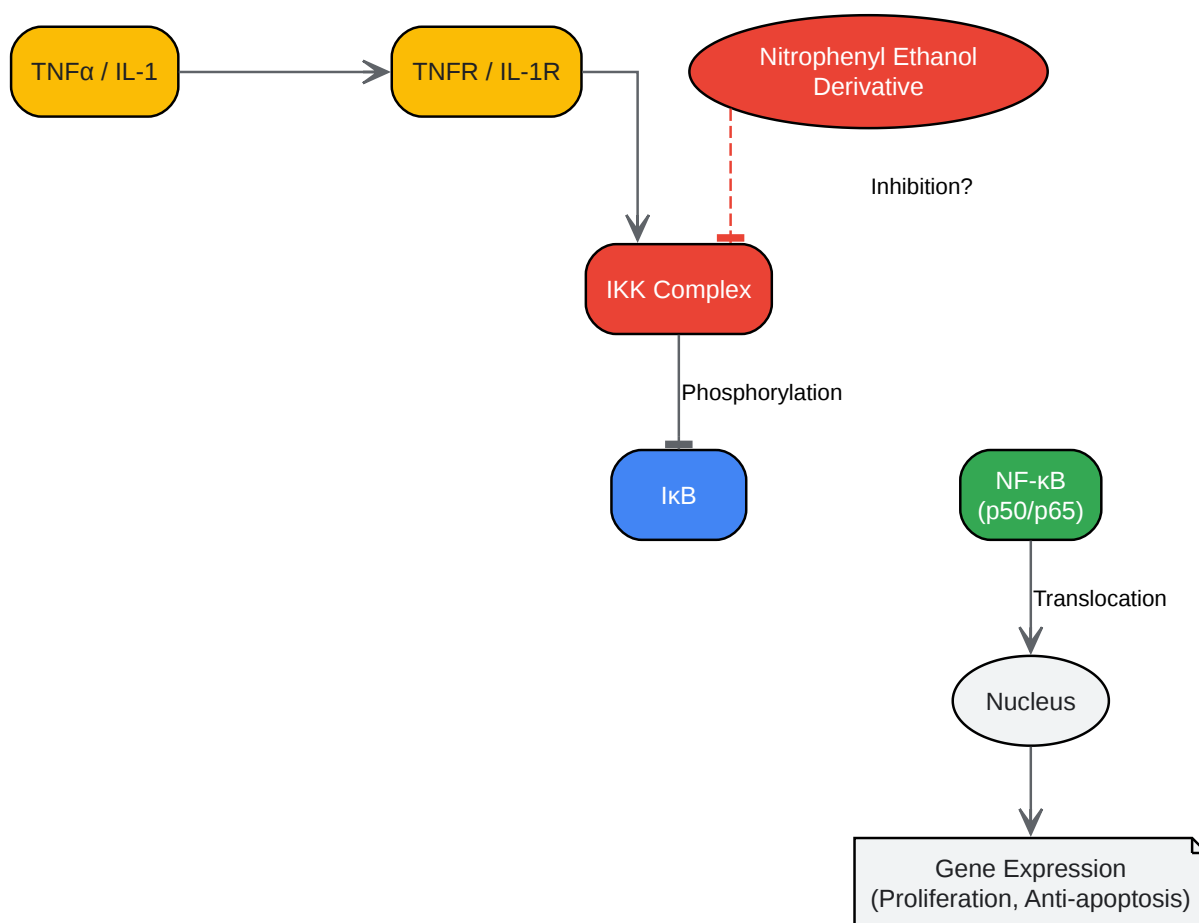 TNFα / IL-1
TNFR / IL-1R
Nitrophenyl Ethanol
Derivative
Inhibition?
IKK Complex
Phosphorylation
IκB
NF-κB
(p50/p65)
Translocation
Nucleus
Gene Expression
(Proliferation, Anti-apoptosis)